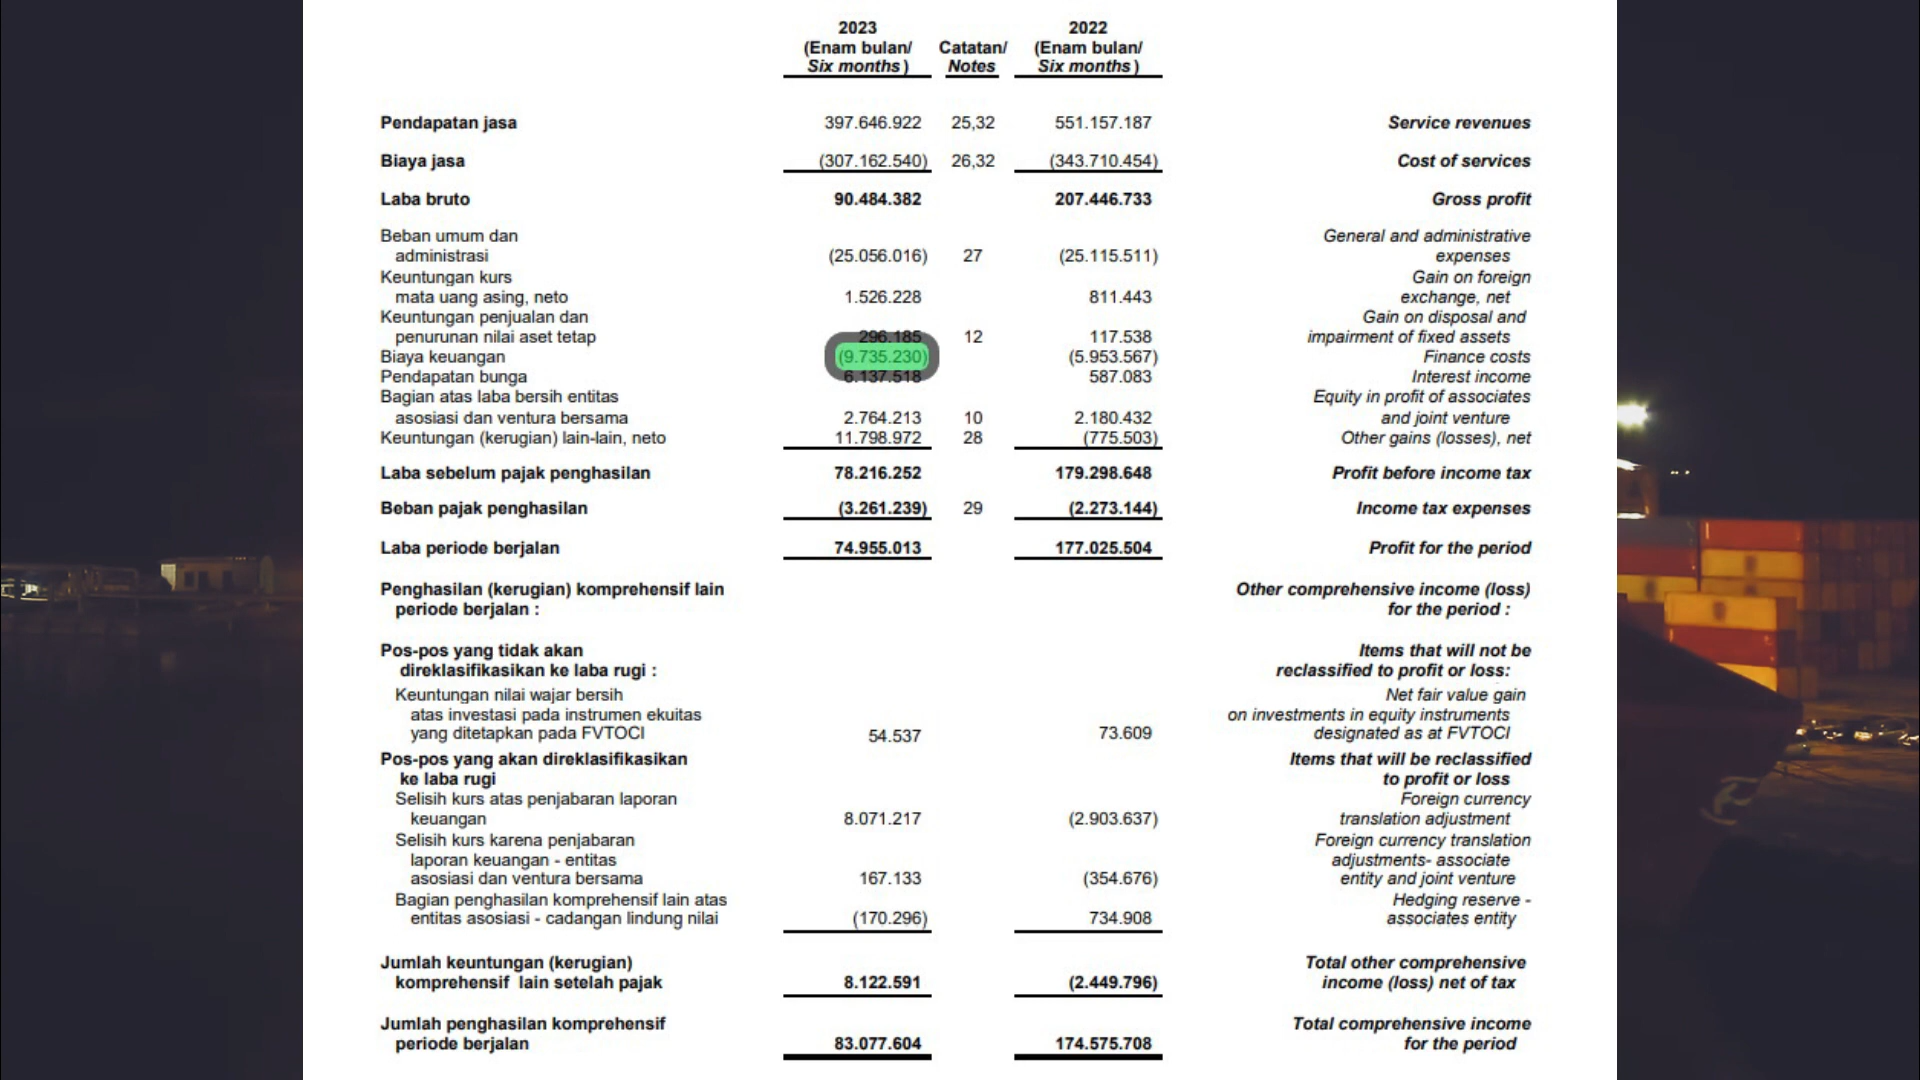 2023 2022
(Enam bulan/ Catatan/ (Enam bulan/
Six months) Notes Six months)
Pendapatan jasa 397.646.922 25,32 551.157.187 Service revenues
Biaya jasa (307.162.540) 26,32 (343.710.454) Cost of services
Laba bruto 90.484.382 207.446.733 Gross profit
Beban umum dan General and administrative
administrasi (25.056.016) 27 (25.115.511) expenses
Keuntungan kurs Gain on foreign
mata uang asing, neto 1.526.228 811.443 exchange, net
Keuntungan penjualan dan Gain on disposal and
penurunan nilai aset tetap 296.185 12 117.538 impairment of fixed assets
Biaya keuangan (9.735.230) (5.953.567) Finance costs
Pendapatan bunga 6.137.518 587.083 Interest income
Bagian atas laba bersih entitas Equity in profit of associates
asosiasi dan ventura bersama 2.764.213 10 2.180.432 and joint venture
Keuntungan (kerugian) lain-lain, neto 11.798.972 28 (775.503) Other gains (losses), net
Laba sebelum pajak penghasilan 78.216.252 179.298.648 Profit before income tax
Beban pajak penghasilan (3.261.239) 29 (2.273.144) Income tax expenses
Laba periode berjalan 74.955.013 177.025.504 Profit for the period
Penghasilan (kerugian) komprehensif lain Other comprehensive income (loss)
periode berjalan : for the period :
Pos-pos yang tidak akan Items that will not be
direklasifikasikan ke laba rugi : reclassified to profit or loss:
Keuntungan nilai wajar bersih Net fair value gain
atas investasi pada instrumen ekuitas on investments in equity instruments
yang ditetapkan pada FVTOCI 54.537 73.609 designated as at FVTOCI
Pos-pos yang akan direklasifikasikan Items that will be reclassified
ke laba rugi to profit or loss
Selisih kurs atas penjabaran laporan Foreign currency
keuangan 8.071.217 (2.903.637) translation adjustment
Selisih kurs karena penjabaran Foreign currency translation
laporan keuangan - entitas adjustments- associate
asosiasi dan ventura bersama 167.133 (354.676) entity and joint venture
Bagian penghasilan komprehensif lain atas Hedging reserve -
entitas asosiasi - cadangan lindung nilai (170.296) 734.908 associates entity
Jumlah keuntungan (kerugian) Total other comprehensive
komprehensif lain setelah pajak 8.122.591 (2.449.796) income (loss) net of tax
Jumlah penghasilan komprehensif Total comprehensive income
periode berjalan 83.077.604 174.575.708 for the period